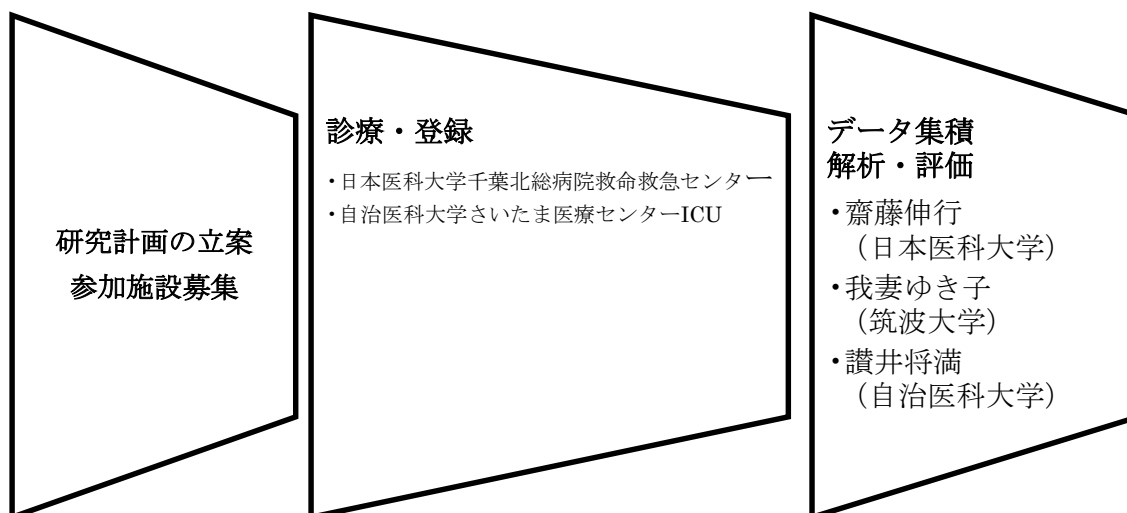 研究計画の立案
参加施設募集
診療・登録
・日本医科大学千葉北総病院救命救急センター
・自治医科大学さいたま医療センターICU
データ集積
解析・評価
・齋藤伸行
（日本医科大学）
・我妻ゆき子
（筑波大学）
・讃井将満
（自治医科大学）